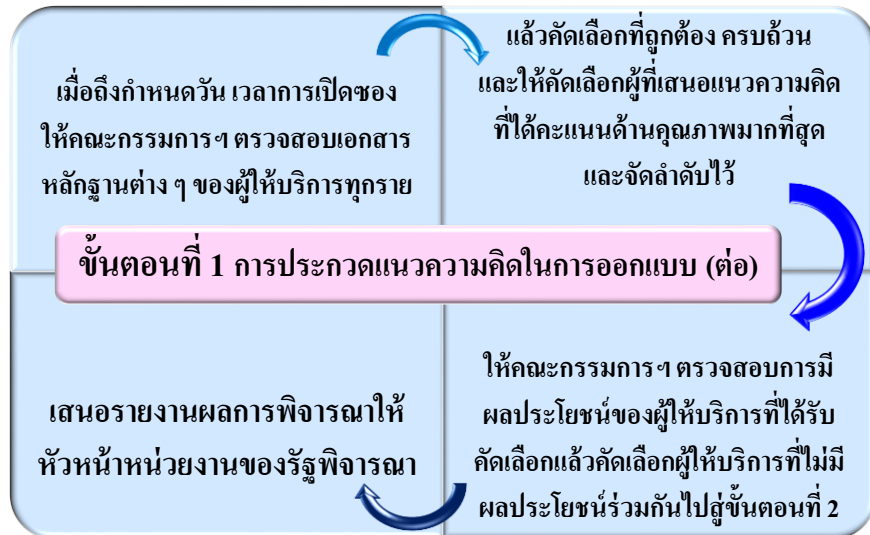 เมื่อถึงกำหนดวัน เวลาการเปิดซอง
ให้คณะกรรมการฯ ตรวจสอบเอกสาร
หลักฐานต่าง ๆ ของผู้ให้บริการทุกราย
แล้วคัดเลือกที่ถูกต้อง ครบถ้วน
และให้คัดเลือกผู้ที่เสนอแนวความคิด
ที่ได้คะแนนด้านคุณภาพมากที่สุด
และจัดลำดับไว้
ขั้นตอนที่ 1 การประกวดแนวความคิดในการออกแบบ (ต่อ)
ให้คณะกรรมการฯ ตรวจสอบการมี
ผลประโยชน์ของผู้ให้บริการที่ได้รับ
คัดเลือกแล้วคัดเลือกผู้ให้บริการที่ไม่มี
ผลประโยชน์ร่วมกันไปสู่ขั้นตอนที่ 2
เสนอรายงานผลการพิจารณาให้
หัวหน้าหน่วยงานของรัฐพิจารณา